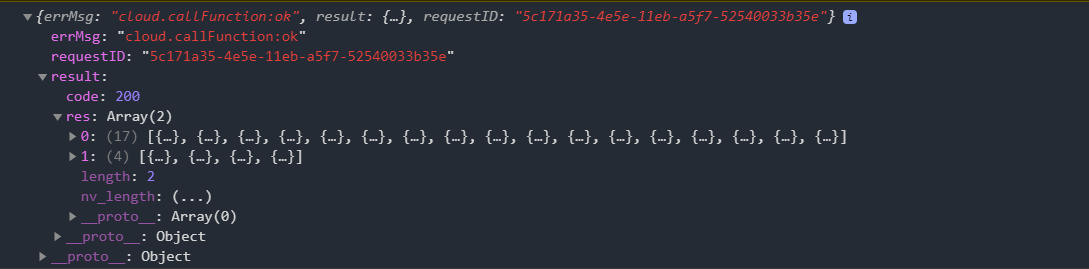 ▼{errMsg: "cloud.callFunction:ok", result: {…}, requestID: "5c171a35-4e5e-11eb-a5f7-52540033b35e"} i
errMsg: "cloud.callFunction:ok"
requestID: "5c171a35-4e5e-11eb-a5f7-52540033b35e"
▼result:
code: 200
▼res: Array(2)
▶0: (17) [{…}, {…}, {…}, {…}, {…}, {…}, {…}, {…}, {…}, {…}, {…}, {…}, {…}, {…}, {…}, {…}, {…}]
▶1: (4) [{…}, {…}, {…}, {…}]
length: 2
nv_length: (...)
▶__proto__: Array(0)
▶__proto__: Object
▶__proto__: Object